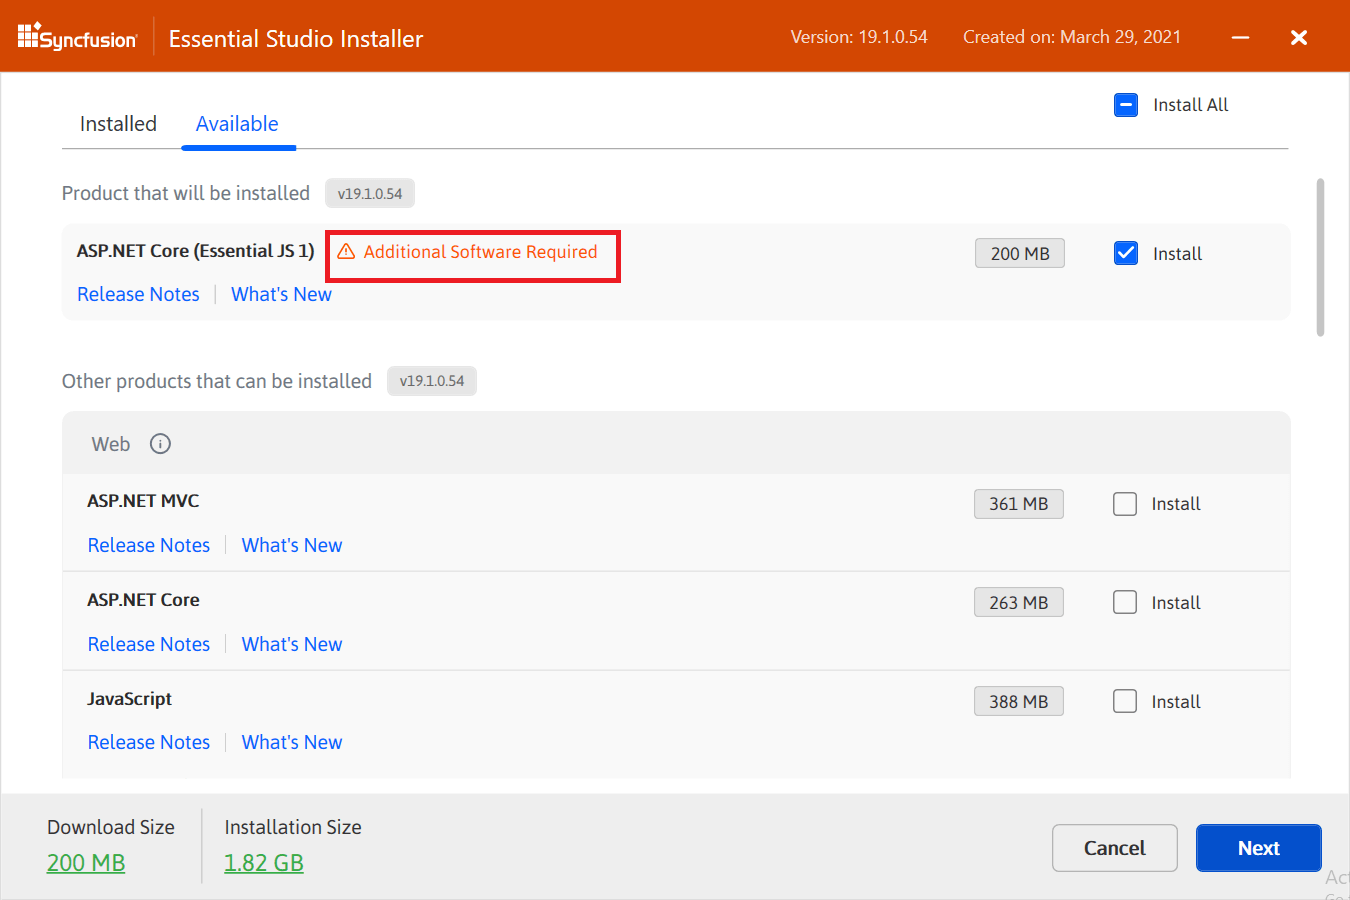 Syncfusion
Essential Studio Installer
Version: 19.1.0.54
Created on: March 29, 2021
Install All
Installed
Available
Product that will be installed v19.1.0.54
ASP.NET Core (Essential JS 1) Additional Software Required 200 MB Install
Release Notes What's New
Other products that can be installed v19.1.0.54
Web
ASP.NET MVC 361 MB Install
Release Notes What's New
ASP.NET Core 263 MB Install
Release Notes What's New
JavaScript 388 MB Install
Release Notes What's New
Download Size Installation Size
200 MB 1.82 GB
Cancel Next